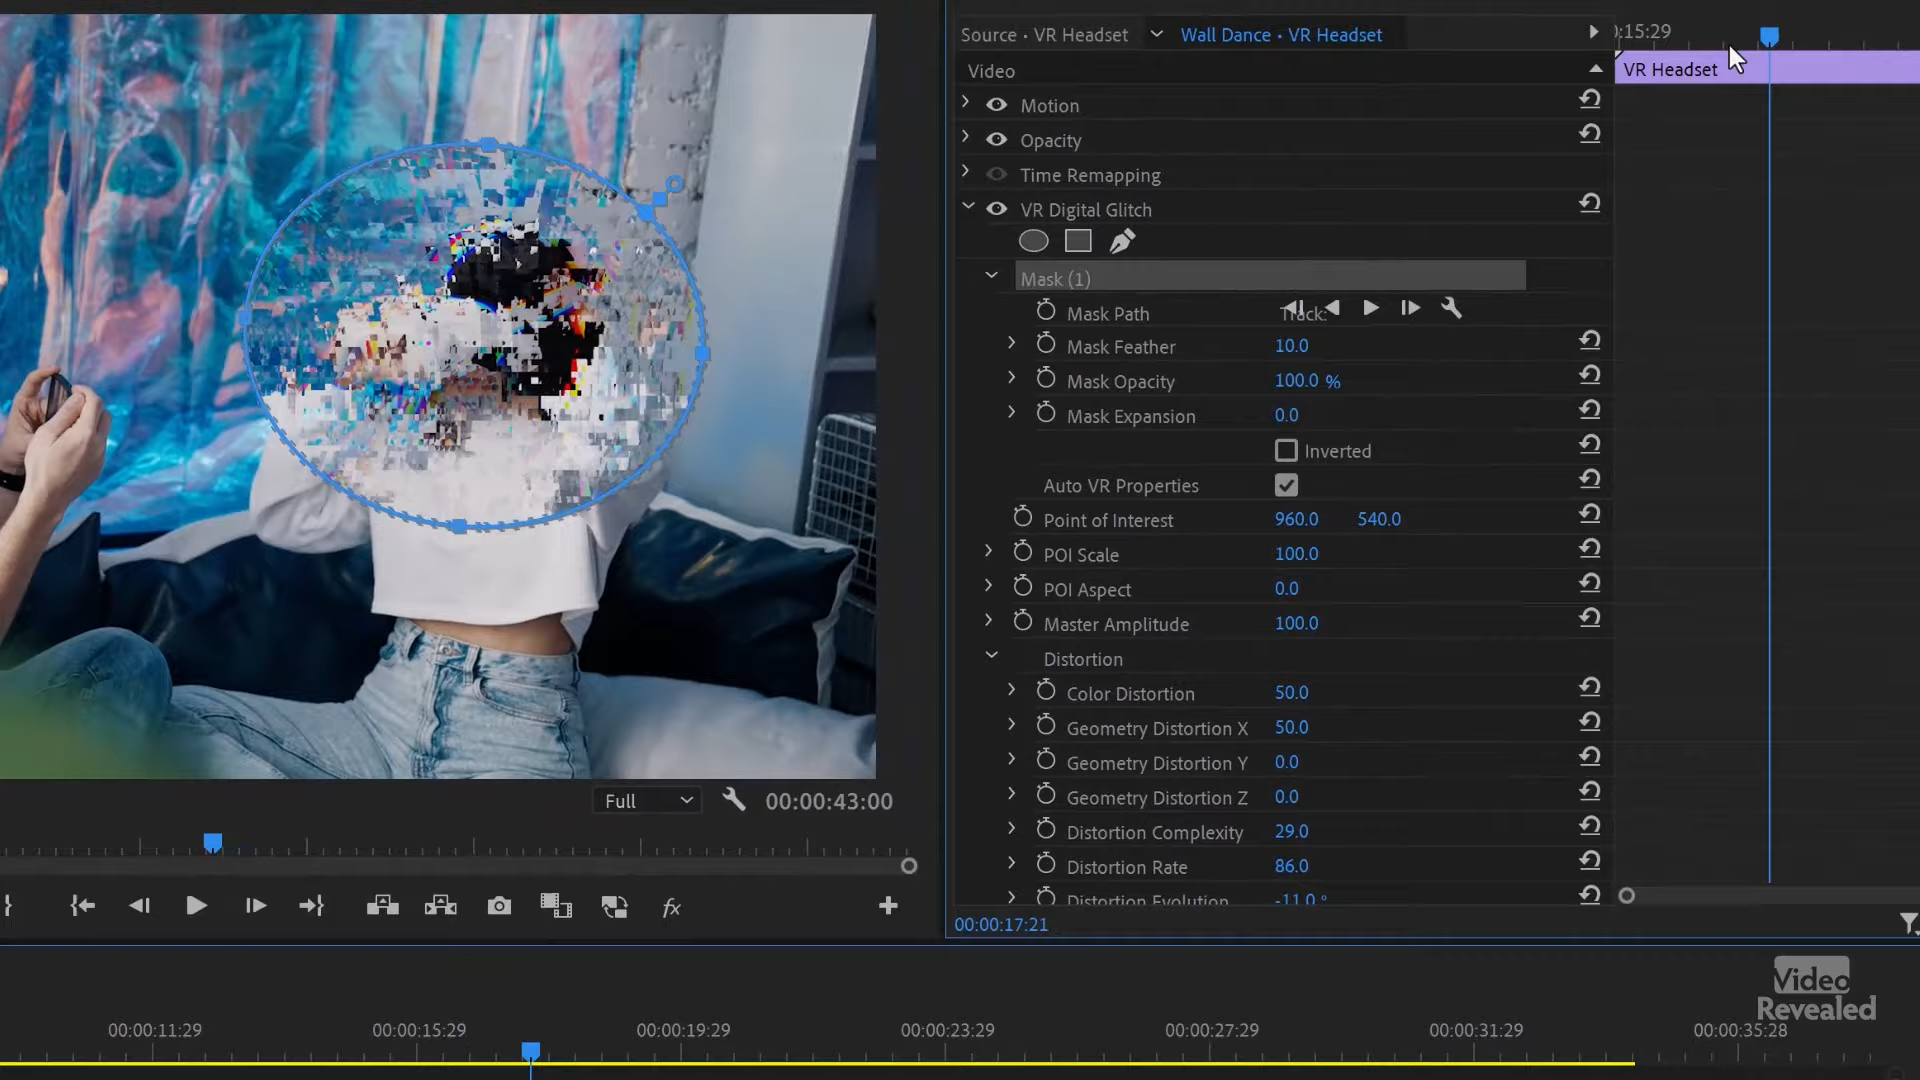 Source • VR Headset
Wall Dance • VR Headset
:15:29
VR Headset
Video
Motion
Opacity
Time Remapping
VR Digital Glitch
Mask (1)
Mask Path
Track:
Mask Feather 10.0
Mask Opacity 100.0 %
Mask Expansion 0.0
Inverted
Auto VR Properties
Point of Interest 960.0 540.0
POI Scale 100.0
POI Aspect 0.0
Master Amplitude 100.0
Distortion
Color Distortion 50.0
Geometry Distortion X 50.0
Geometry Distortion Y 0.0
Geometry Distortion Z 0.0
Distortion Complexity 29.0
Distortion Rate 86.0
Distortion Evolution -11.0 °
00:00:17:21
Full
00:00:43:00
fx
Video
Revealed
00:00:11:29 00:00:15:29 00:00:19:29 00:00:23:29 00:00:27:29 00:00:31:29 00:00:35:28